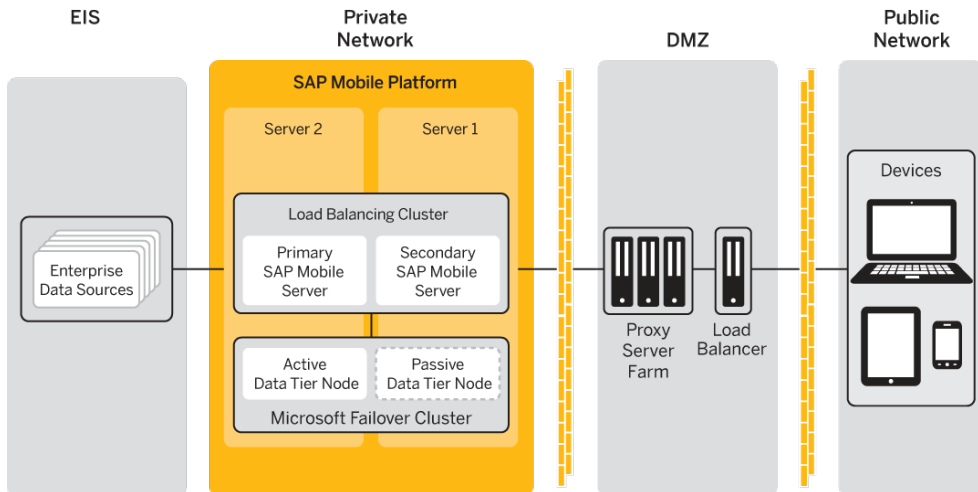 EIS
Private
Network
DMZ
Public
Network
SAP Mobile Platform
Server 2
Server 1
Load Balancing Cluster
Primary
SAP Mobile
Server
Secondary
SAP Mobile
Server
Enterprise
Data Sources
Active
Data Tier Node
Passive
Data Tier Node
Microsoft Failover Cluster
Proxy
Server
Farm
Load
Balancer
Devices